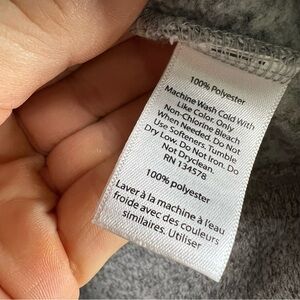 100% Polyester
Machine Wash Cold With
Like Color. Only
Non-Chlorine Bleach
When Needed. Do Not
Use Softeners. Tumble
Dry Low. Do Not Iron. Do
Not Dryclean.
RN 134578
100% polyester
Laver à la machine à l'eau
froide avec des couleurs
similaires. Utiliser